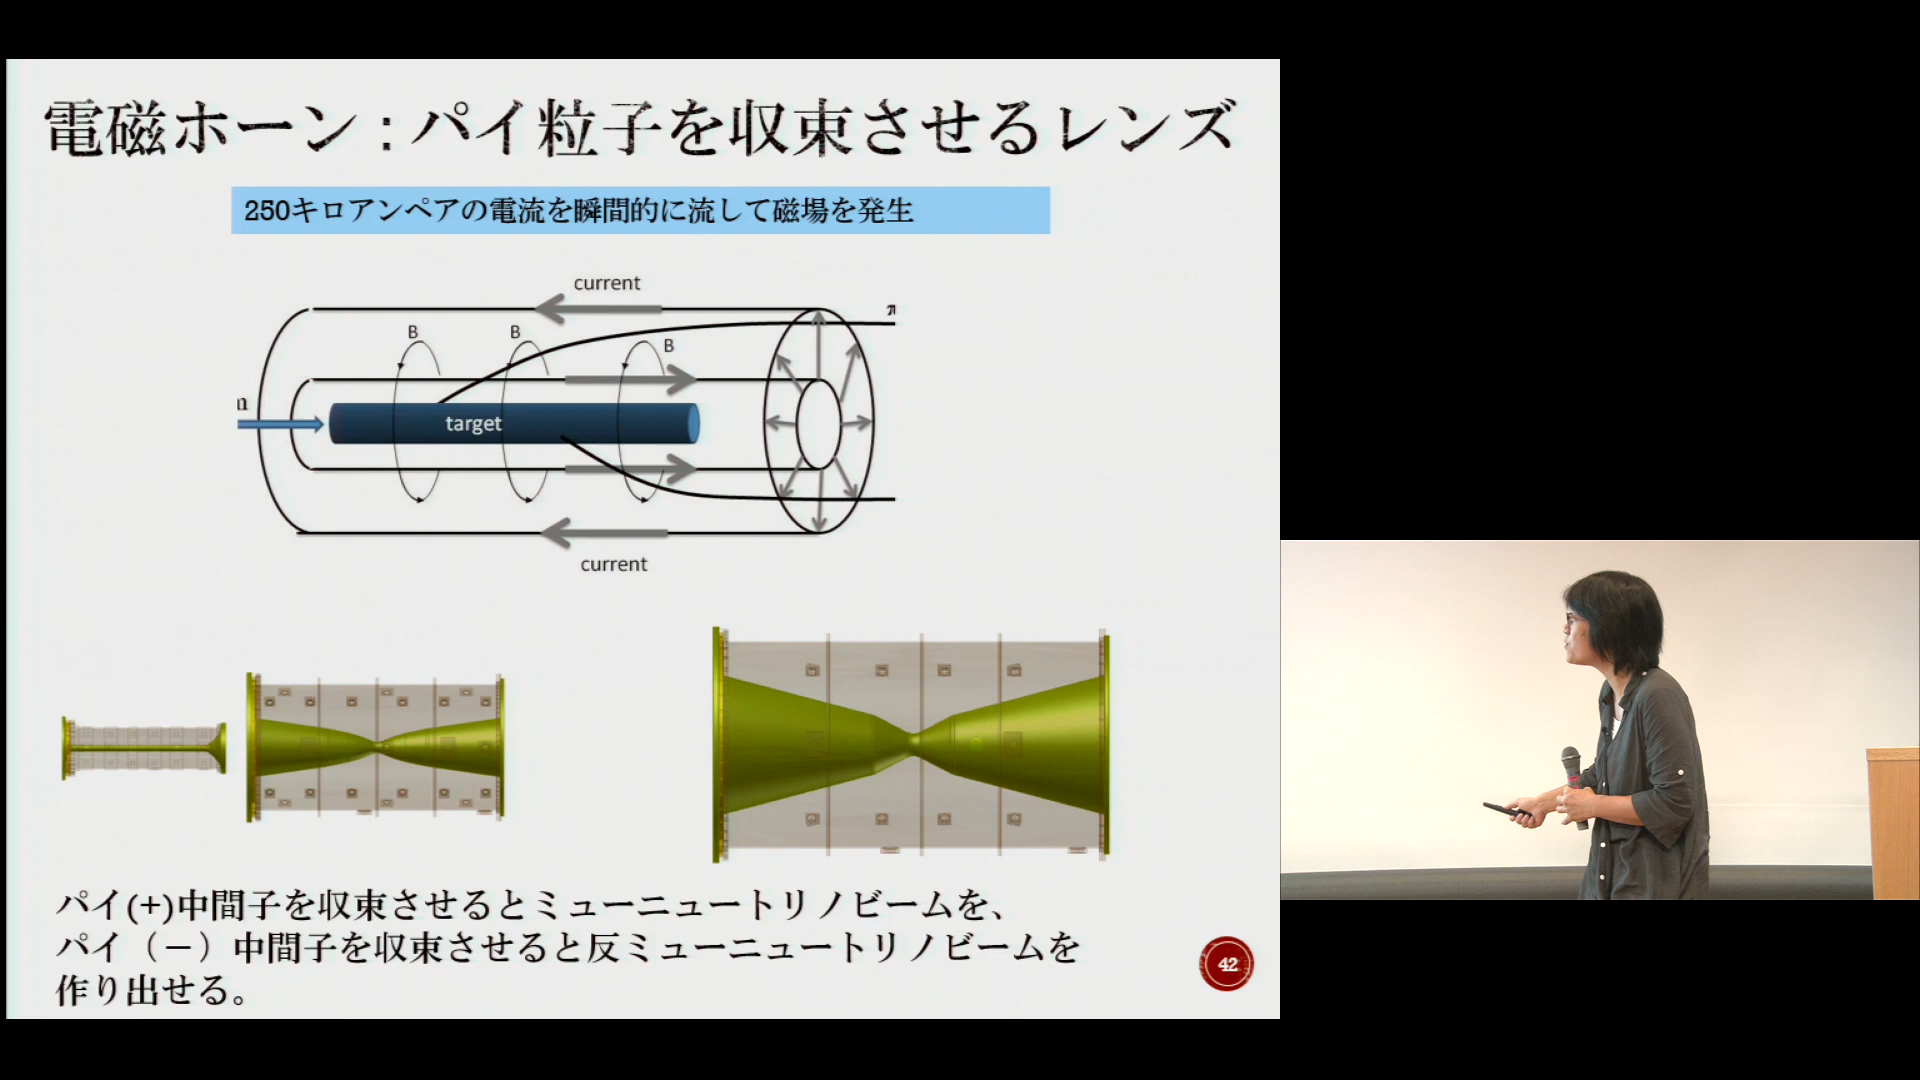 電磁ホーン：パイ粒子を収束させるレンズ
250キロアンペアの電流を瞬間的に流して磁場を発生
current
B
B
B
target
current
パイ(+)中間子を収束させるとミューニュートリノビームを、
パイ（－）中間子を収束させると反ミューニュートリノビームを
作り出せる。
42